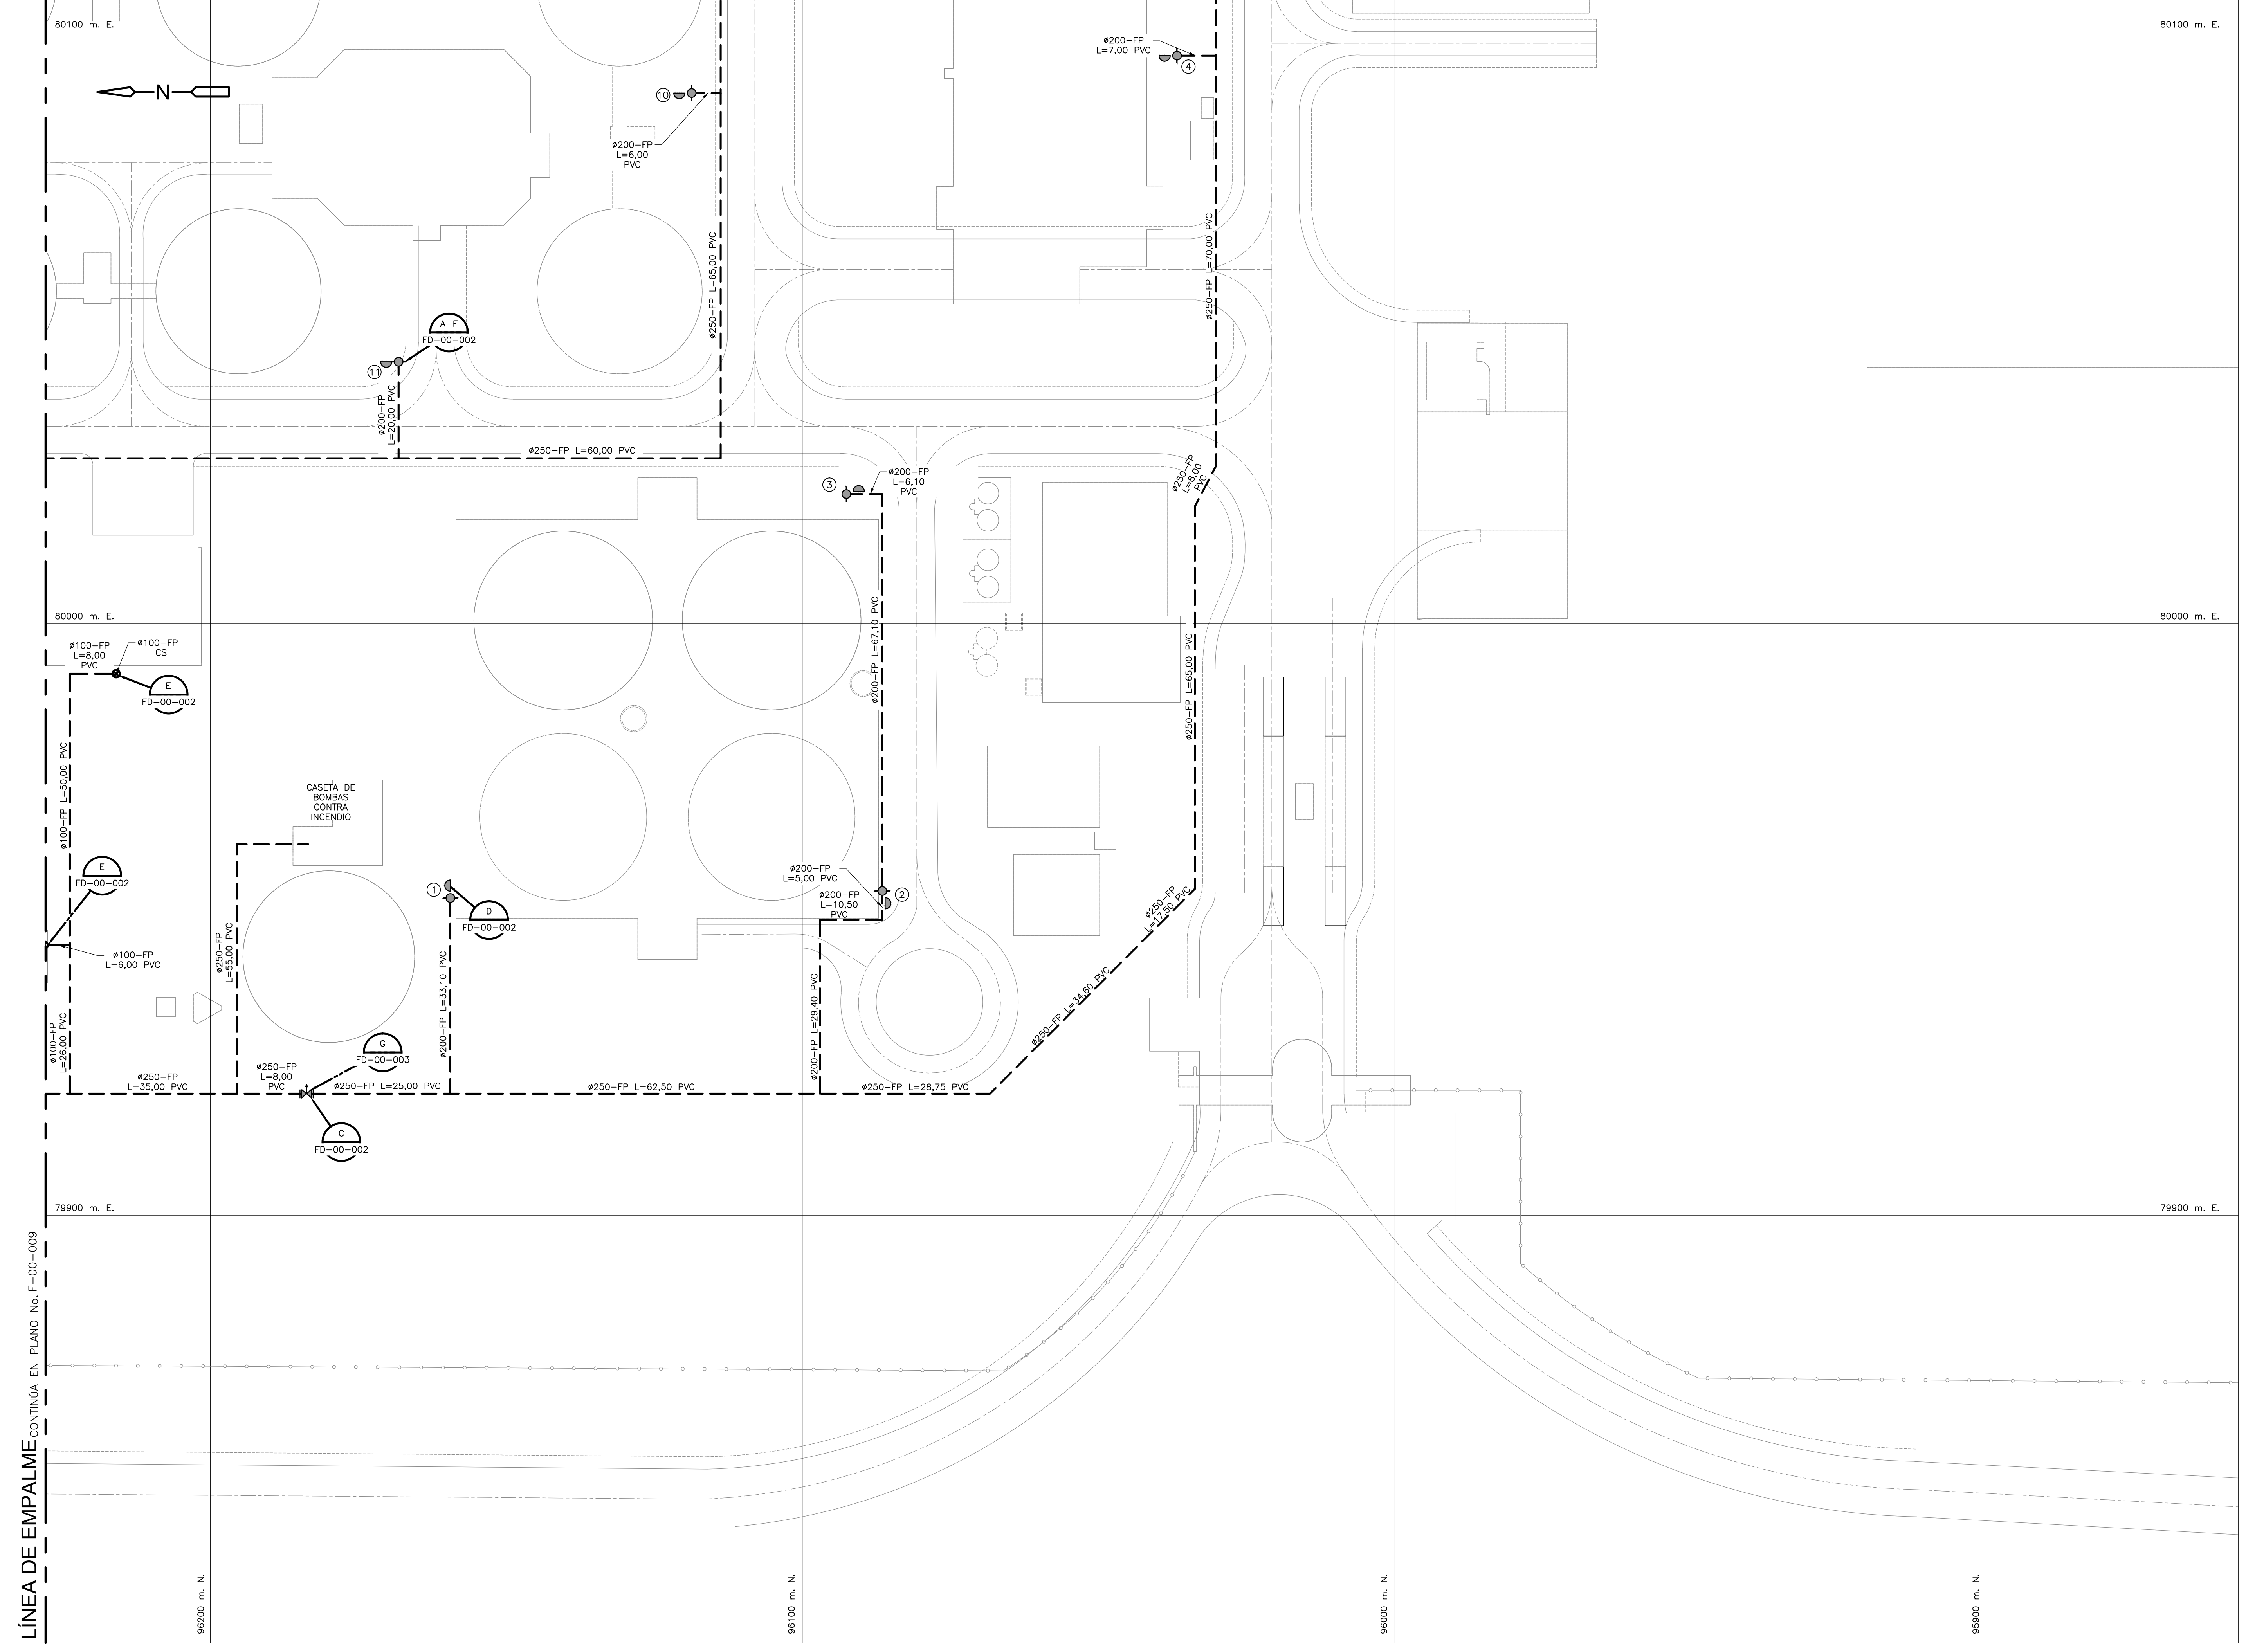 80100 m. E.
80100 m. E.
ø200-FP
L=7,00 PVC
4
N
10
ø200-FP
L=6,00
PVC
ø250-FP L=65,00 PVC
ø250-FP L=70,00 PVC
A-F
FD-00-002
11
ø200-FP
L=20,00 PVC
ø250-FP L=60,00 PVC
3
ø200-FP
L=6,10
PVC
ø250-FP
L=8,00
PVC
80000 m. E.
80000 m. E.
ø100-FP
L=8,00
PVC
ø100-FP
CS
E
FD-00-002
ø200-FP L=67,10 PVC
ø250-FP L=65,00 PVC
ø100-FP L=50,00 PVC
CASETA DE
BOMBAS
CONTRA
INCENDIO
E
FD-00-002
1
D
FD-00-002
ø200-FP
L=5,00 PVC
ø200-FP
L=10,50
PVC
2
ø250-FP
L=17,50 PVC
ø100-FP
L=6,00 PVC
ø250-FP
L=55,00 PVC
ø200-FP L=33,10 PVC
ø200-FP L=29,40 PVC
ø250-FP L=34,60 PVC
ø100-FP
L=26,00 PVC
G
FD-00-003
ø250-FP
L=35,00 PVC
ø250-FP
L=8,00
PVC
ø250-FP L=25,00 PVC
ø250-FP L=62,50 PVC
ø250-FP L=28,75 PVC
C
FD-00-002
79900 m. E.
79900 m. E.
LÍNEA DE EMPALME
CONTINÚA EN PLANO No. F-00-009
96200 m. N.
96100 m. N.
96000 m. N.
95900 m. N.